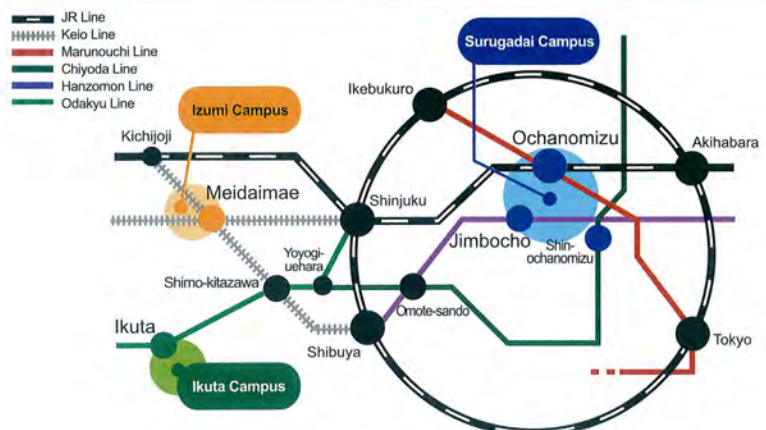 JR Line
Keio Line
Marunouchi Line
Chiyoda Line
Hanzomon Line
Odakyu Line
Surugadai Campus
Izumi Campus
Ikebukuro
Kichijoji
Ochanomizu
Akihabara
Meidaimae
Shinjuku
Jimbocho
Yoyogi-
uehara
Shin-
ochanomizu
Shimo-kitazawa
Omote-sando
Ikuta
Shibuya
Tokyo
Ikuta Campus